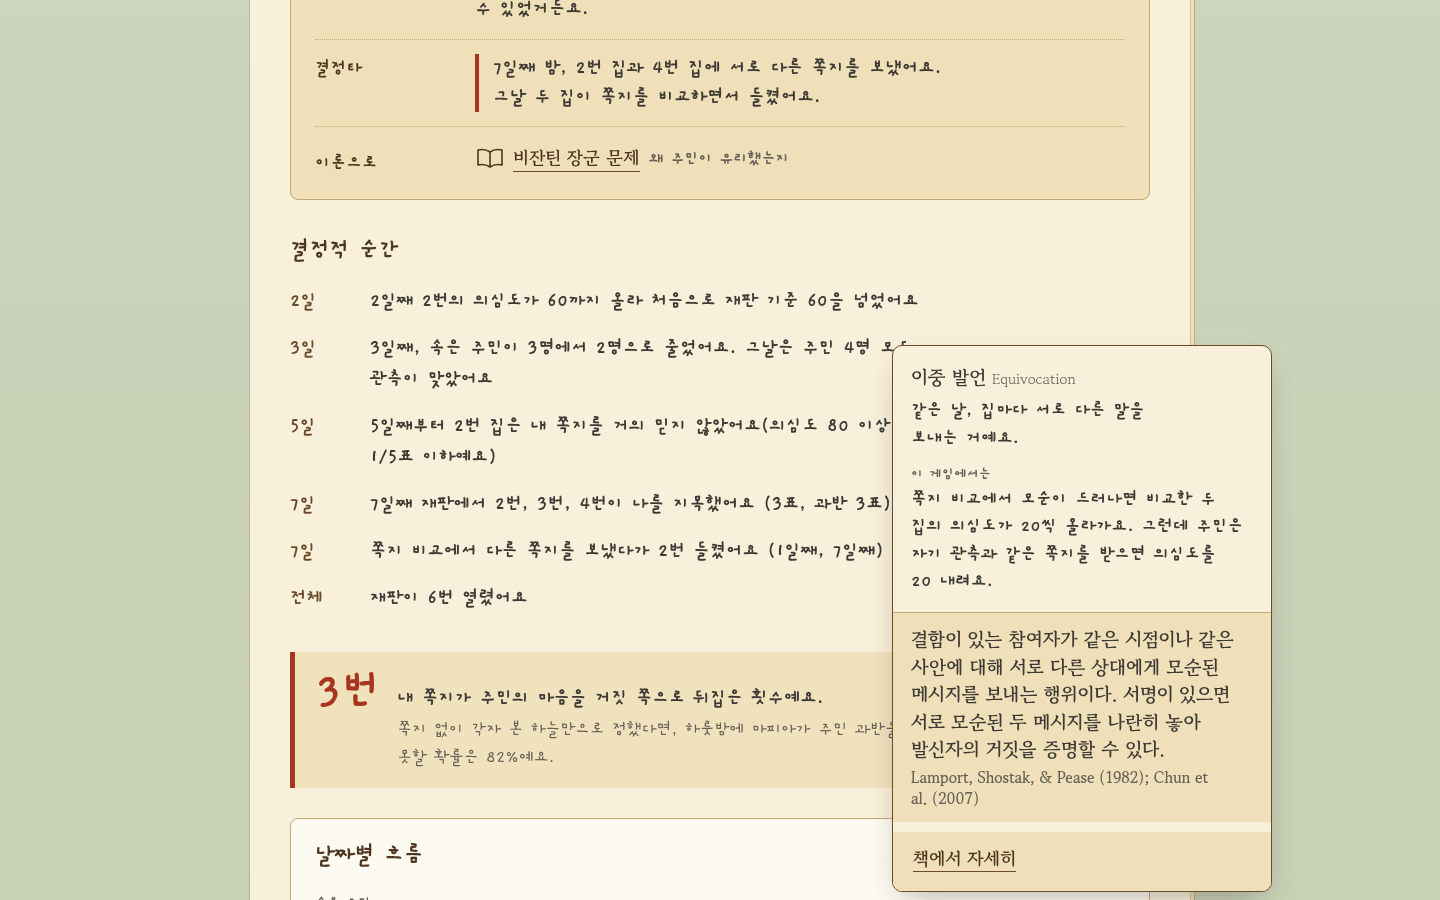 수 있었거든요.
결정타
7일째 밤, 2번 집과 4번 집에 서로 다른 쪽지를 보냈어요.
그날 두 집이 쪽지를 비교하면서 들켰어요.
이론으로
비잔틴 장군 문제 왜 주민이 유리했는지
결정적 순간
2일
2일째 2번의 의심도가 60까지 올라 처음으로 재판 기준 60을 넘었어요
3일
3일째, 속은 주민이 3명에서 2명으로 줄었어요. 그날은 주민 4명
관측이 맞았어요
5일
5일째부터 2번 집은 내 쪽지를 거의 믿지 않았어요(의심도 80 이상
1/5표 이하예요)
7일
7일째 재판에서 2번, 3번, 4번이 나를 지목했어요 (3표, 과반 3표)
7일
쪽지 비교에서 다른 쪽지를 보냈다가 2번 들켰어요 (1일째, 7일째)
전체
재판이 6번 열렸어요
3번
내 쪽지가 주민의 마음을 거짓 쪽으로 뒤집은 횟수예요.
쪽지 없이 각자 본 하늘만으로 정했다면, 하룻밤에 마피아가 주민
못할 확률은 82%예요.
날짜별 흐름
이중 발언 Equivocation
같은 날, 집마다 서로 다른 말을
보내는 거예요.
이 게임에서는
쪽지 비교에서 모순이 드러나면 비교한 두
집의 의심도가 20씩 올라가요. 그런데 주민은
자기 관측과 같은 쪽지를 받으면 의심도를
20 내려요.
결함이 있는 참여자가 같은 시점이나 같은
사안에 대해 서로 다른 상대에게 모순된
메시지를 보내는 행위이다. 서명이 있으면
서로 모순된 두 메시지를 나란히 놓아
발신자의 거짓을 증명할 수 있다.
Lamport, Shostak, & Pease (1982); Chun et
al. (2007)
책에서 자세히